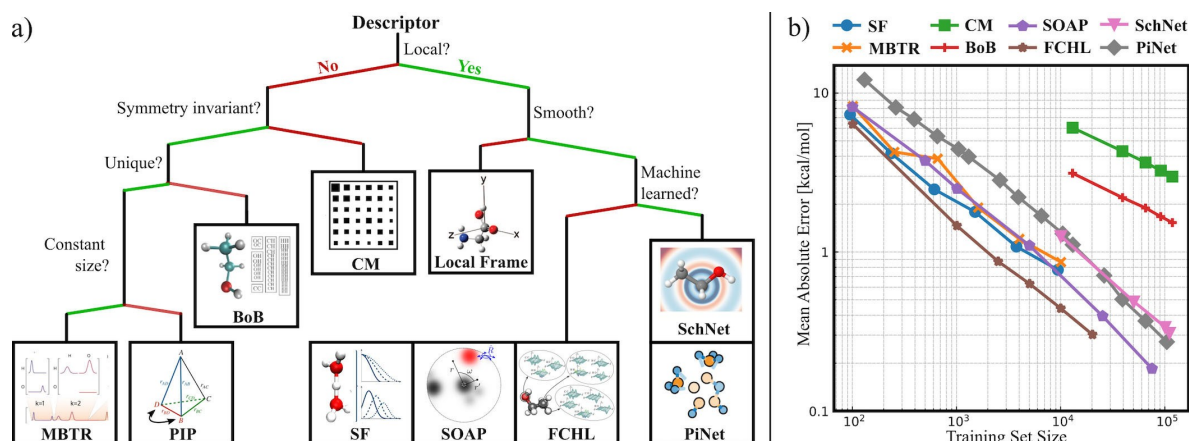 a)
Descriptor
Local?
No
Yes
Symmetry invariant?
Smooth?
Unique?
Machine
learned?
Constant
size?
BoB
CM
y
z
x
Local Frame
SchNet
H O
H
O
k=1 k=2
MBTR
A
B
C
D
PIP
SF
SOAP
FCHL
PiNet
b)
SF CM SOAP SchNet
MBTR BoB FCHL PiNet
Mean Absolute Error [kcal/mol]
10
1
0.1
10² 10³ 10⁴ 10⁵
Training Set Size